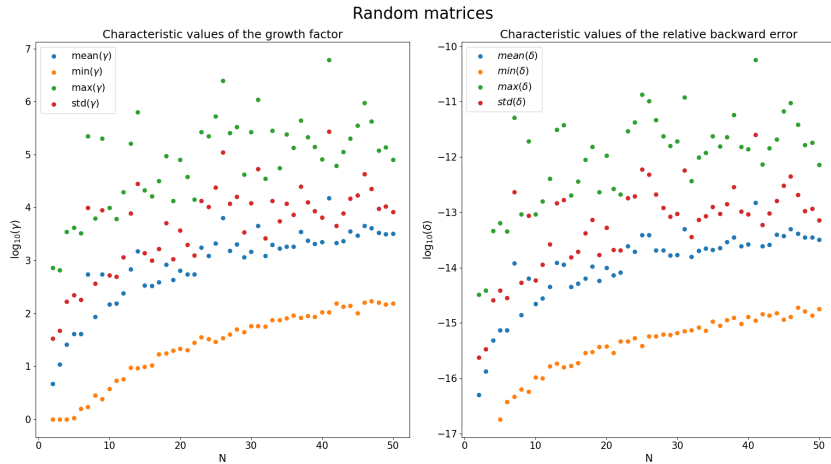 Random matrices
Characteristic values of the growth factor
7
6
5
4
3
2
1
0
log₁₀(γ)
mean(γ)
min(γ)
max(γ)
std(γ)
0
10
20
30
40
50
N
Characteristic values of the relative backward error
−10
−11
−12
−13
−14
−15
−16
−17
log₁₀(δ)
mean(δ)
min(δ)
max(δ)
std(δ)
0
10
20
30
40
50
N